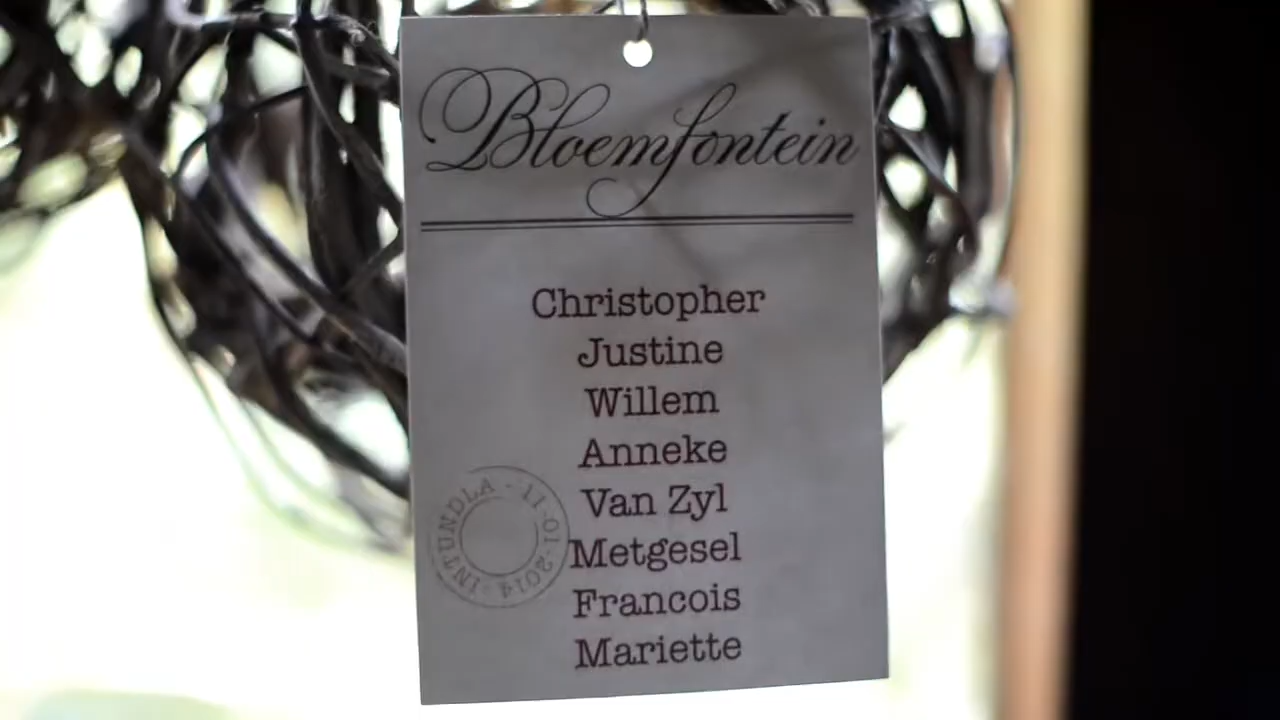 Bloemfontein
Christopher
Justine
Willem
Anneke
Van Zyl
Metgesel
Francois
Mariette
INTUNDLA - 11-01-2014 -